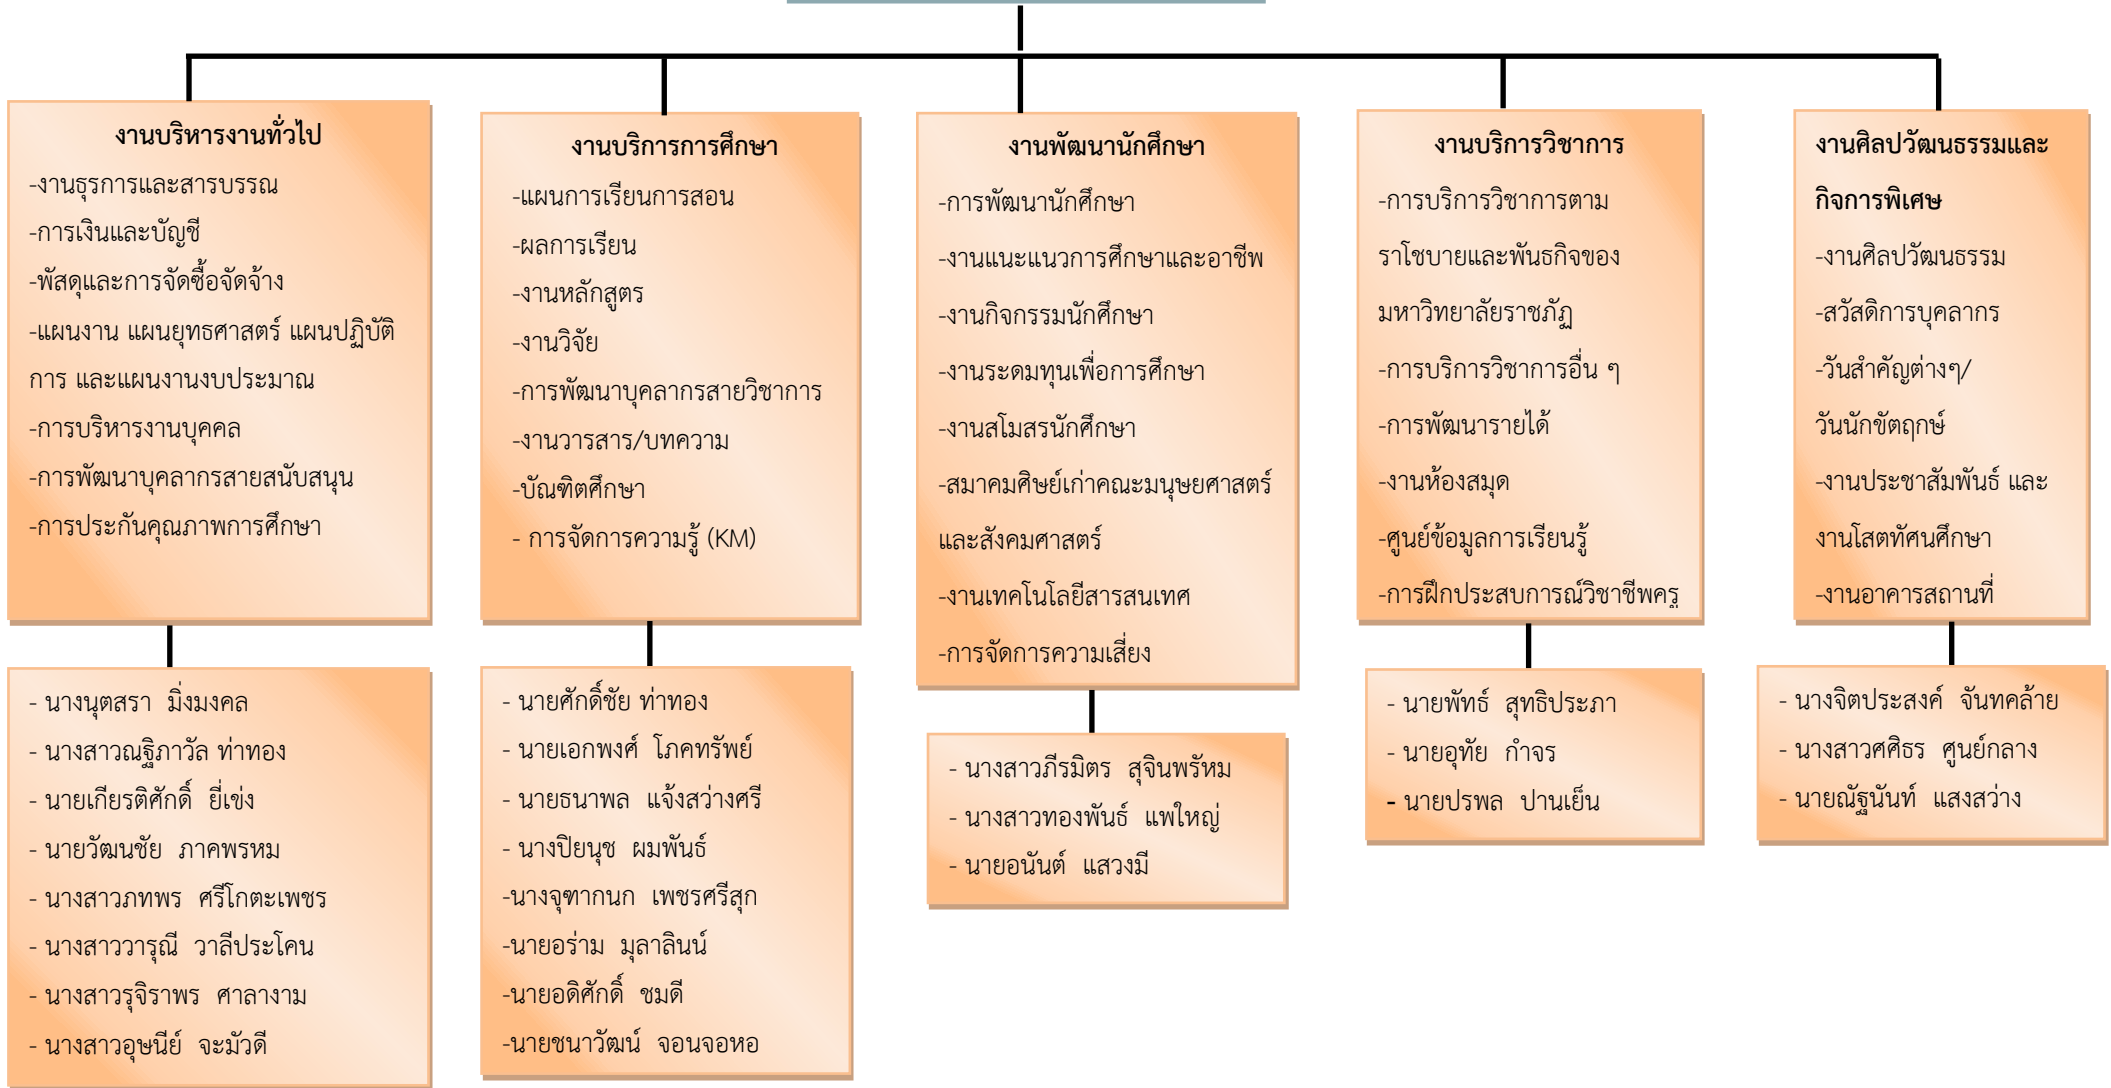 งานบริหารงานทั่วไป
-งานธุรการและสารบรรณ
-การเงินและบัญชี
-พัสดุและการจัดซื้อจัดจ้าง
-แผนงาน แผนยุทธศาสตร์ แผนปฏิบัติ
การ และแผนงานงบประมาณ
-การบริหารงานบุคคล
-การพัฒนาบุคลากรสายสนับสนุน
-การประกันคุณภาพการศึกษา
งานบริการการศึกษา
-แผนการเรียนการสอน
-ผลการเรียน
-งานหลักสูตร
-งานวิจัย
-การพัฒนาบุคลากรสายวิชาการ
-งานวารสาร/บทความ
-บัณฑิตศึกษา
- การจัดการความรู้ (KM)
งานพัฒนานักศึกษา
-การพัฒนานักศึกษา
-งานแนะแนวการศึกษาและอาชีพ
-งานกิจกรรมนักศึกษา
-งานระดมทุนเพื่อการศึกษา
-งานสโมสรนักศึกษา
-สมาคมศิษย์เก่าคณะมนุษยศาสตร์
และสังคมศาสตร์
-งานเทคโนโลยีสารสนเทศ
-การจัดการความเสี่ยง
งานบริการวิชาการ
-การบริการวิชาการตาม
ราโชบายและพันธกิจของ
มหาวิทยาลัยราชภัฏ
-การบริการวิชาการอื่น ๆ
-การพัฒนารายได้
-งานห้องสมุด
-ศูนย์ข้อมูลการเรียนรู้
-การฝึกประสบการณ์วิชาชีพครู
งานศิลปวัฒนธรรมและ
กิจการพิเศษ
-งานศิลปวัฒนธรรม
-สวัสดิการบุคลากร
-วันสำคัญต่างๆ/
วันนักขัตฤกษ์
-งานประชาสัมพันธ์ และ
งานโสตทัศนศึกษา
-งานอาคารสถานที่
- นางนุตสรา มิ่งมงคล
- นางสาวณฐิภาวัล ท่าทอง
- นายเกียรติศักดิ์ ยี่เข่ง
- นายวัฒนชัย ภาคพรหม
- นางสาวภทพร ศรีโกตะเพชร
- นางสาววารุณี วาลีประโคน
- นางสาวรุจิราพร ศาลางาม
- นางสาวอุษนีย์ จะมัวดี
- นายศักดิ์ชัย ท่าทอง
- นายเอกพงศ์ โภคทรัพย์
- นายธนาพล แจ้งสว่างศรี
- นางปิยนุช ผมพันธ์
-นางจุฑากนก เพชรศรีสุก
-นายอร่าม มุลาลินน์
-นายอดิศักดิ์ ชมดี
-นายชนาวัฒน์ จอนจอหอ
- นางสาวภีรมิตร สุจินพรัหม
- นางสาวทองพันธ์ แพใหญ่
- นายอนันต์ แสวงมี
- นายพัทธ์ สุทธิประภา
- นายอุทัย กำจร
- นายปรพล ปานเย็น
- นางจิตประสงค์ จันทคล้าย
- นางสาวศศิธร ศูนย์กลาง
- นายณัฐนันท์ แสงสว่าง